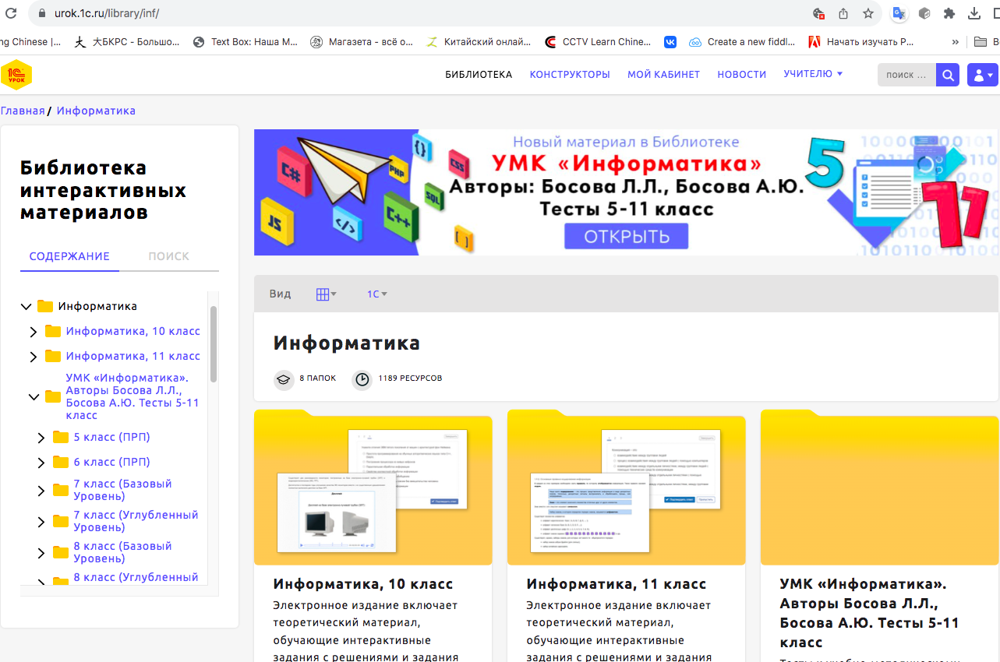 urok.1c.ru/library/inf/
ng Chinese |...
大БКРС - Большо...
Text Box: Наша М...
Магазета - всё о...
Китайский онлай...
CCTV Learn Chine...
Create a new fiddl...
Начать изучать Р...
»
1С
УРОК
БИБЛИОТЕКА
КОНСТРУКТОРЫ
МОЙ КАБИНЕТ
НОВОСТИ
УЧИТЕЛЮ
поиск ...
Главная / Информатика
Библиотека
интерактивных
материалов
СОДЕРЖАНИЕ
ПОИСК
Информатика
Информатика, 10 класс
Информатика, 11 класс
УМК «Информатика».
Авторы Босова Л.Л.,
Босова А.Ю. Тесты 5-11
класс
5 класс (ПРП)
6 класс (ПРП)
7 класс (Базовый
Уровень)
7 класс (Углубленный
Уровень)
8 класс (Базовый
Уровень)
8 класс (Углубленный
C#
JS
</>
{}
PHP
C++
CSS
SQL
[ ]
Новый материал в Библиотеке
УМК «Информатика»
Авторы: Босова Л.Л., Босова А.Ю.
Тесты 5-11 класс
ОТКРЫТЬ
5
11
Вид
1С
Информатика
8 ПАПОК
1189 РЕСУРСОВ
Информатика, 10 класс
Электронное издание включает
теоретический материал,
обучающие интерактивные
задания с решениями и задания
Информатика, 11 класс
Электронное издание включает
теоретический материал,
обучающие интерактивные
задания с решениями и задания
УМК «Информатика».
Авторы Босова Л.Л.,
Босова А.Ю. Тесты 5-11
класс